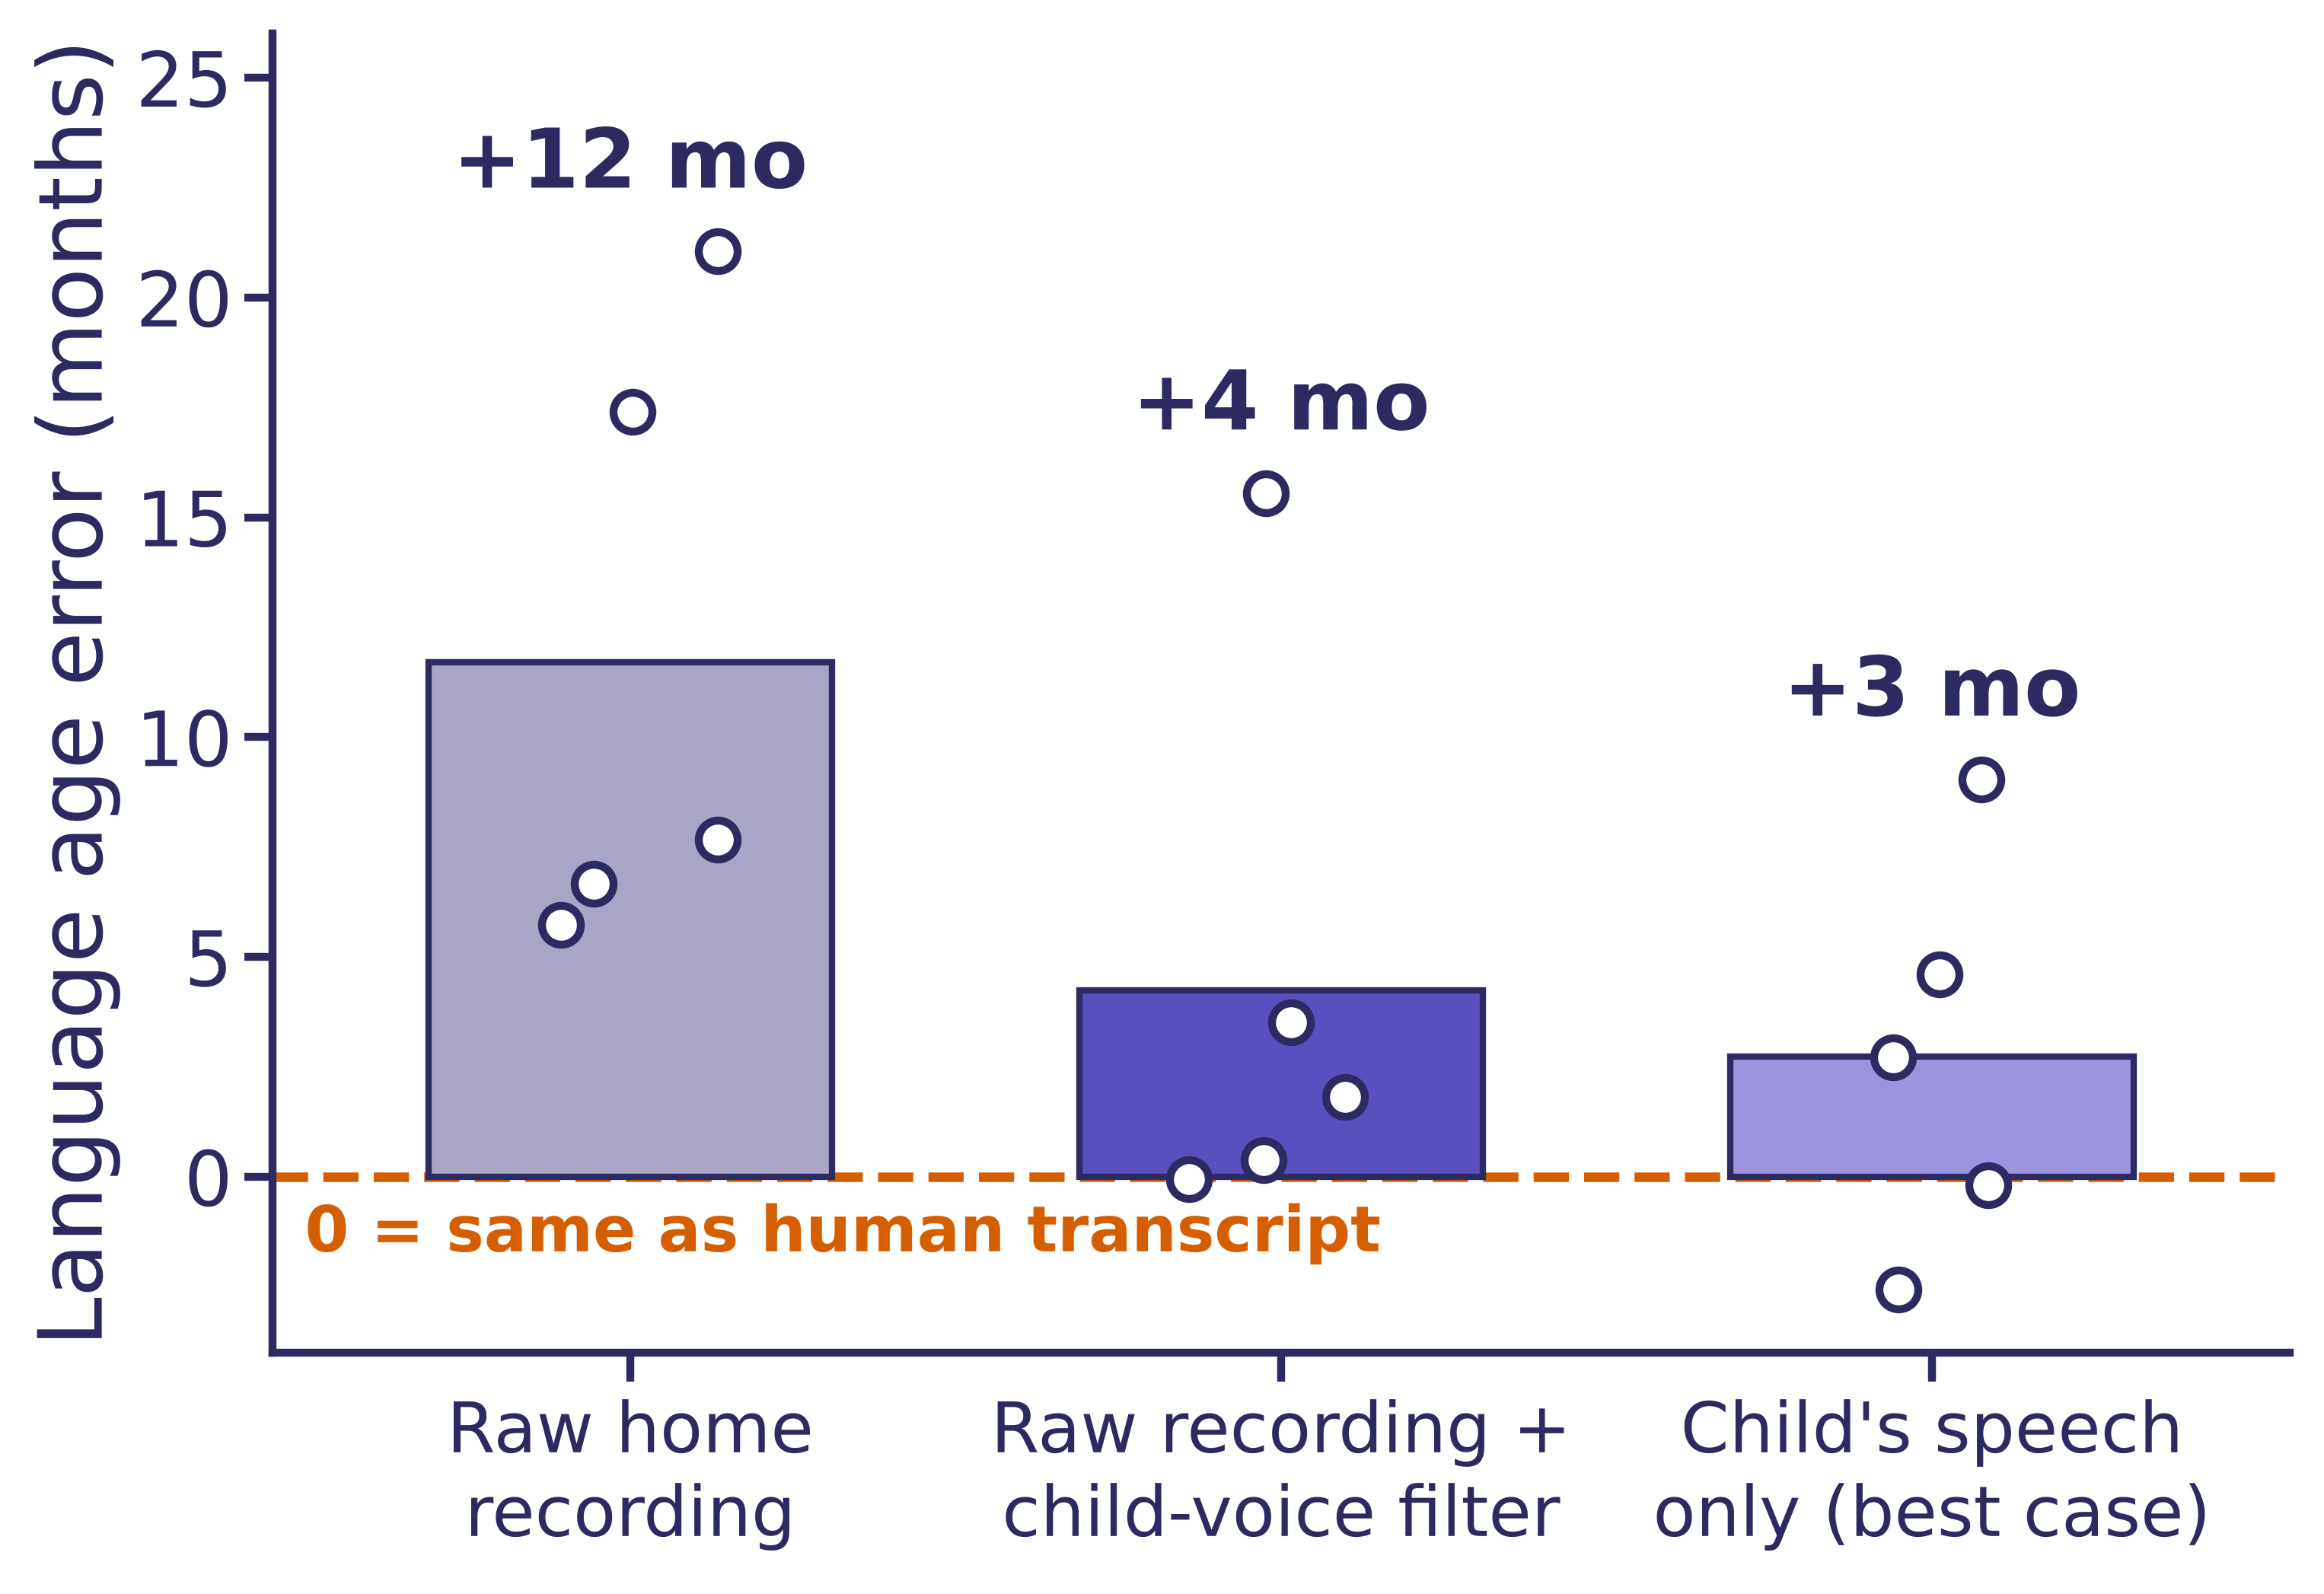 Language age error (months)
25
20
15
10
5
0
+12 mo
+4 mo
+3 mo
0 = same as human transcript
Raw home
recording
Raw recording +
child-voice filter
Child's speech
only (best case)